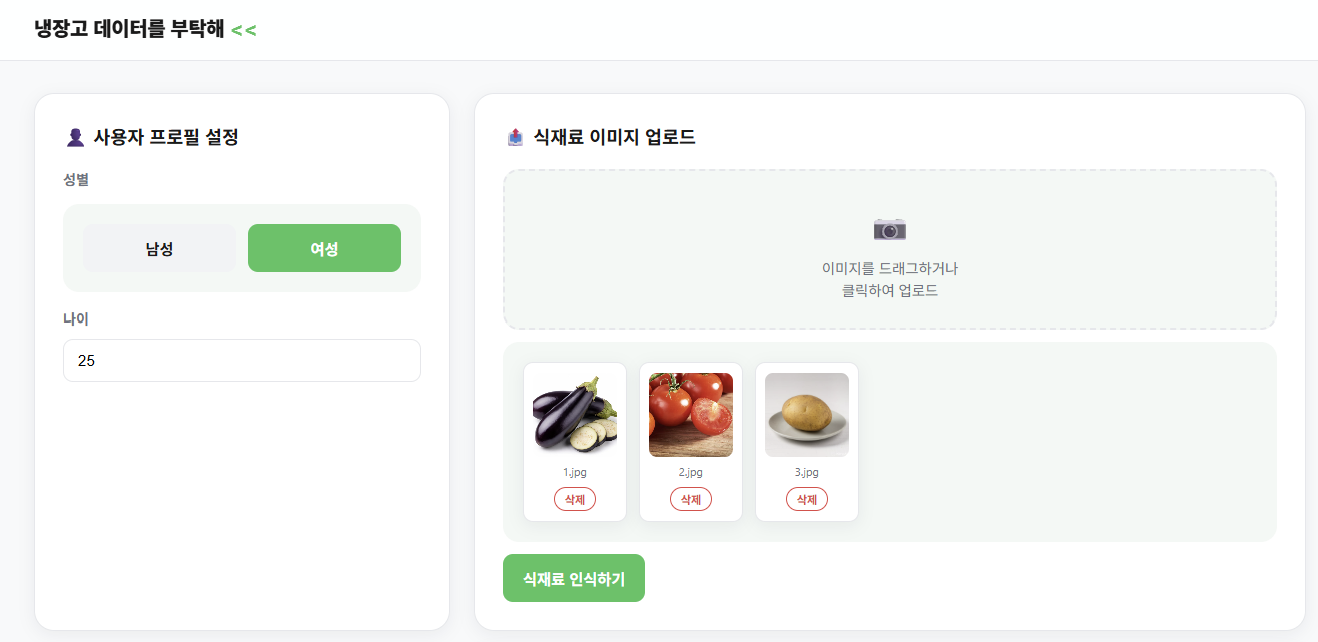 냉장고 데이터를 부탁해 <<
사용자 프로필 설정
성별
남성
여성
나이
25
식재료 이미지 업로드
이미지를 드래그하거나
클릭하여 업로드
1.jpg
2.jpg
3.jpg
삭제
삭제
삭제
식재료 인식하기